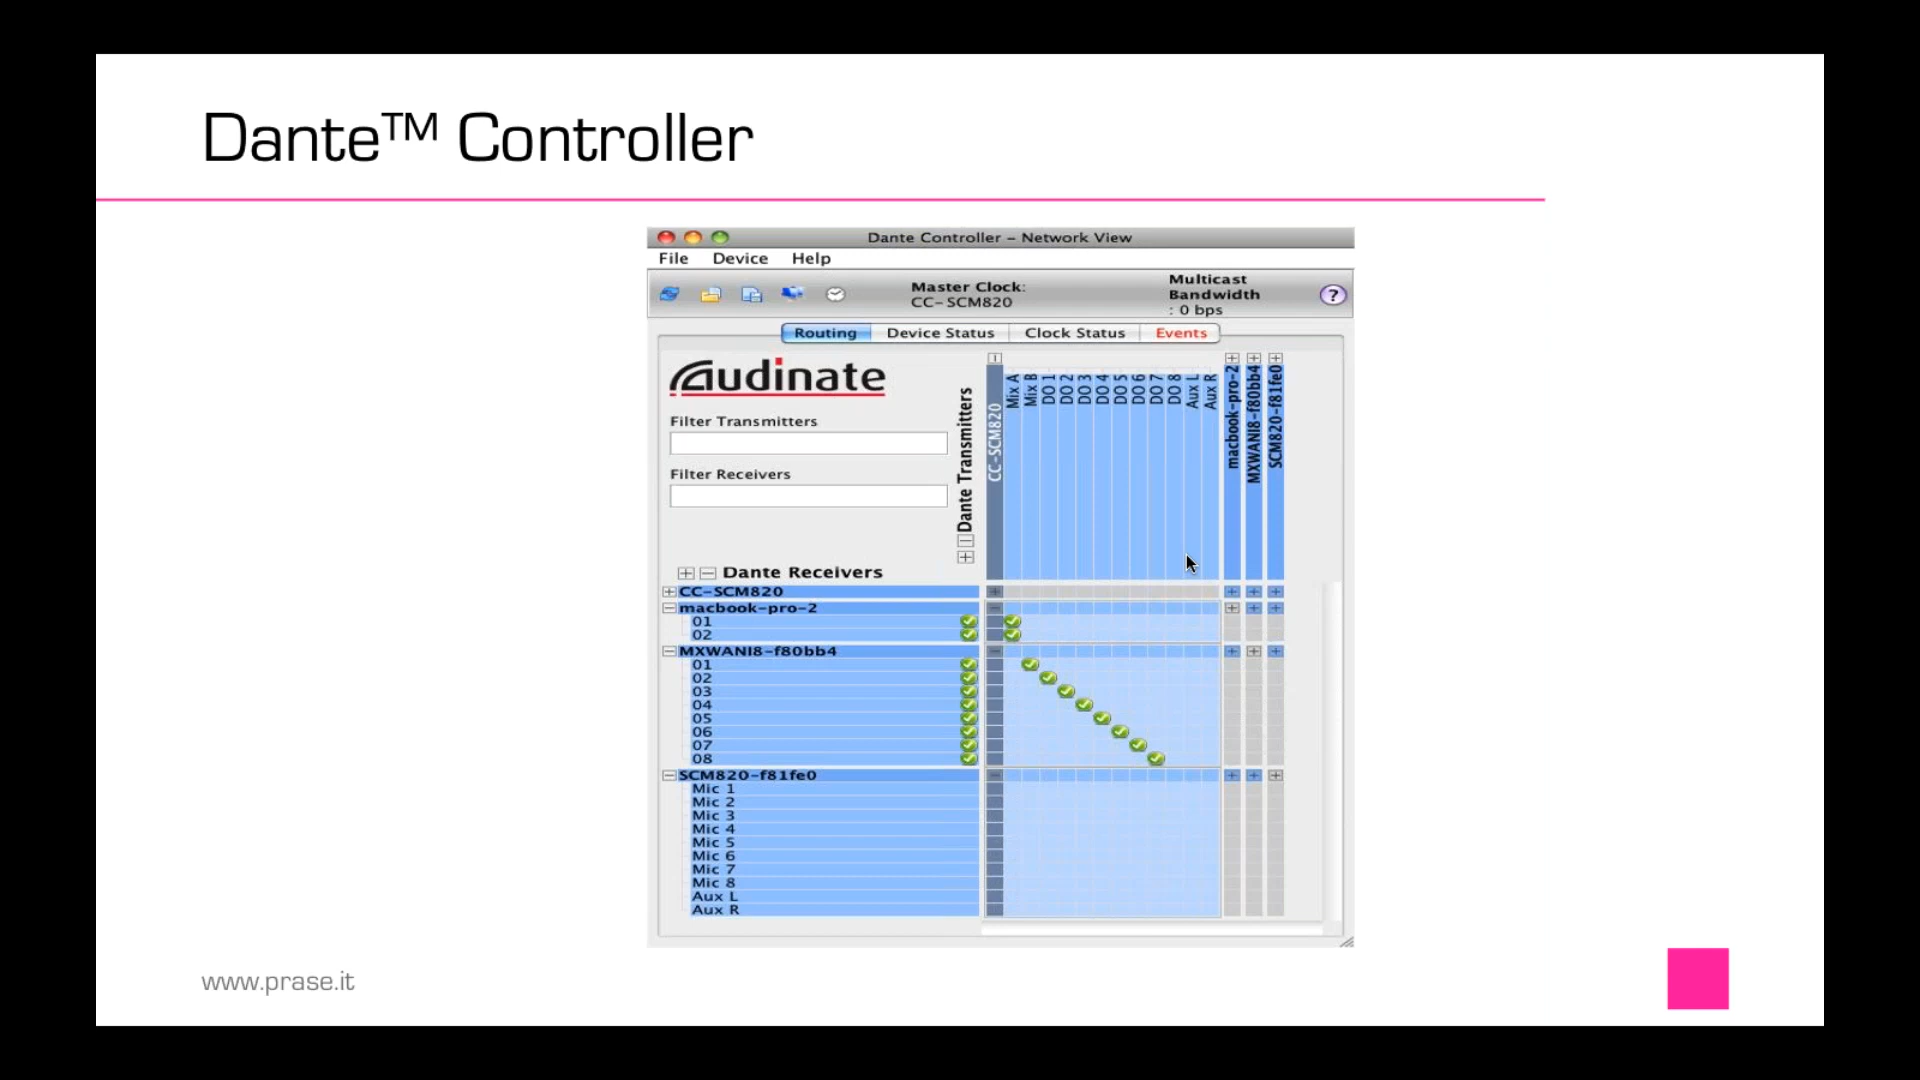 Dante™ Controller
Dante Controller – Network View
File Device Help
Master Clock:
CC-SCM820
Multicast
Bandwidth
: 0 bps
?
Routing Device Status Clock Status Events
Audinate
Filter Transmitters
Filter Receivers
Dante Transmitters
CC-SCM820
Mix A
Mix B
DO 1
DO 2
DO 3
DO 4
DO 5
DO 6
DO 7
DO 8
Aux L
Aux R
macbook-pro-2
MXWANI8-f80bb4
SCM820-f81fe0
Dante Receivers
CC-SCM820
macbook-pro-2
01
02
MXWANI8-f80bb4
01
02
03
04
05
06
07
08
SCM820-f81fe0
Mic 1
Mic 2
Mic 3
Mic 4
Mic 5
Mic 6
Mic 7
Mic 8
Aux L
Aux R
www.prase.it